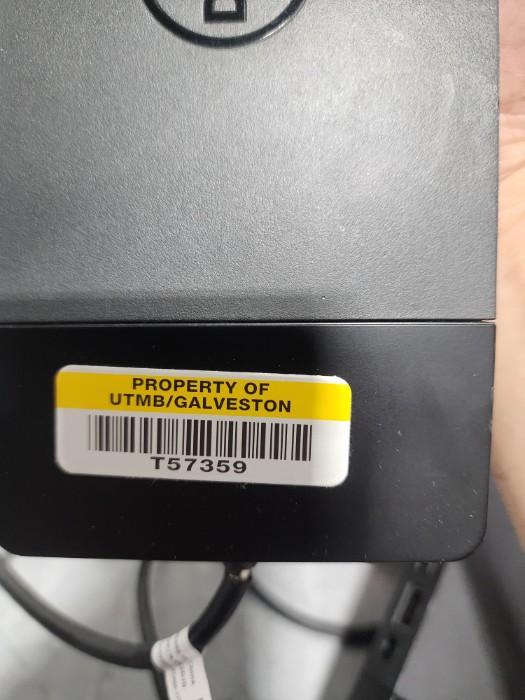 D
PROPERTY OF
UTMB/GALVESTON
T57359